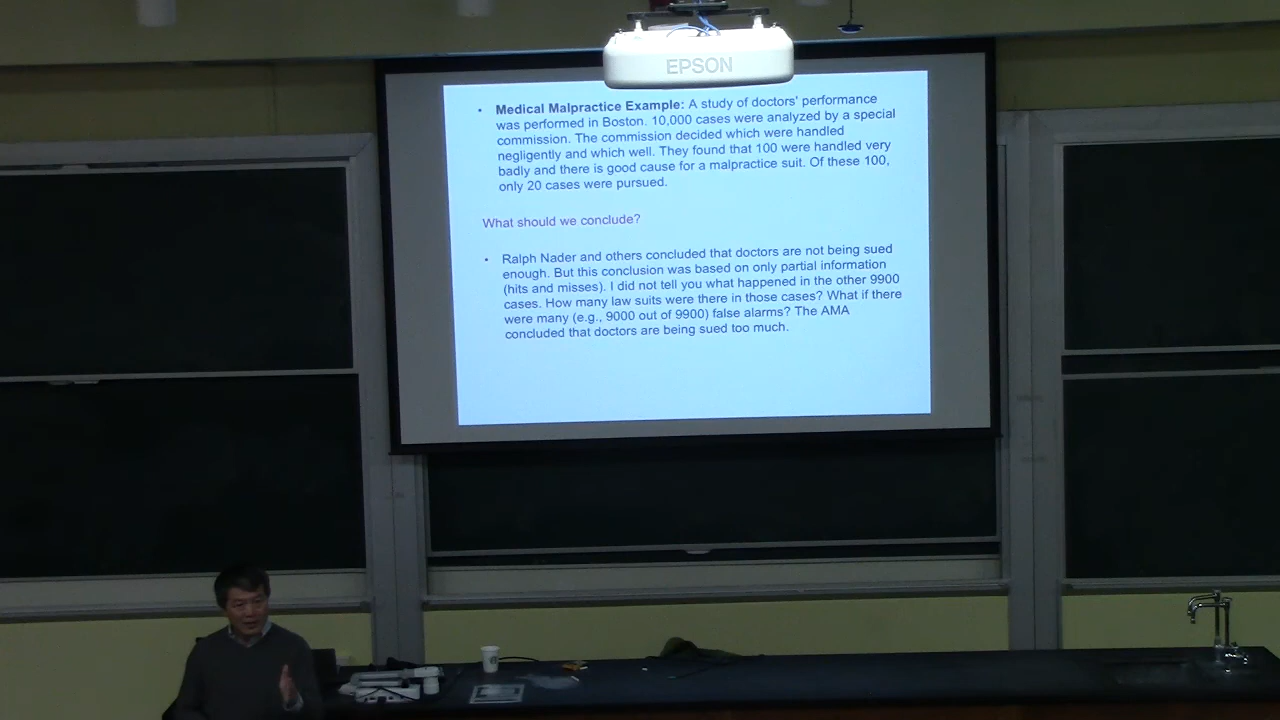 EPSON
• Medical Malpractice Example: A study of doctors' performance
was performed in Boston. 10,000 cases were analyzed by a special
commission. The commission decided which were handled
negligently and which well. They found that 100 were handled very
badly and there is good cause for a malpractice suit. Of these 100,
only 20 cases were pursued.
What should we conclude?
• Ralph Nader and others concluded that doctors are not being sued
enough. But this conclusion was based on only partial information
(hits and misses). I did not tell you what happened in the other 9900
cases. How many law suits were there in those cases? What if there
were many (e.g., 9000 out of 9900) false alarms? The AMA
concluded that doctors are being sued too much.